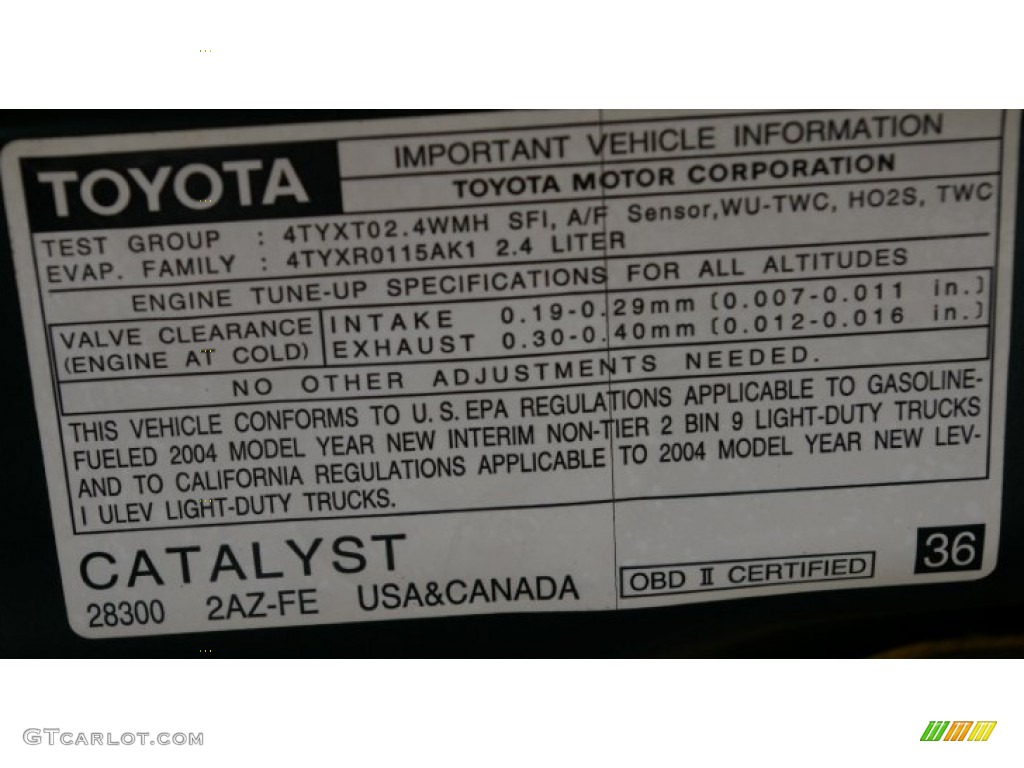 TOYOTA
IMPORTANT VEHICLE INFORMATION
TOYOTA MOTOR CORPORATION
TEST GROUP : 4TYXT02.4WMH SFI, A/F Sensor,WU-TWC, HO2S, TWC
EVAP. FAMILY : 4TYXR0115AK1 2.4 LITER
ENGINE TUNE-UP SPECIFICATIONS FOR ALL ALTITUDES
VALVE CLEARANCE INTAKE 0.19-0.29mm (0.007-0.011 in.)
(ENGINE AT COLD) EXHAUST 0.30-0.40mm (0.012-0.016 in.)
NO OTHER ADJUSTMENTS NEEDED.
THIS VEHICLE CONFORMS TO U.S.EPA REGULATIONS APPLICABLE TO GASOLINE-
FUELED 2004 MODEL YEAR NEW INTERIM NON-TIER 2 BIN 9 LIGHT-DUTY TRUCKS
AND TO CALIFORNIA REGULATIONS APPLICABLE TO 2004 MODEL YEAR NEW LEV-
I ULEV LIGHT-DUTY TRUCKS.
CATALYST
28300 2AZ-FE USA&CANADA
OBD II CERTIFIED
36
GTCARLOT.COM